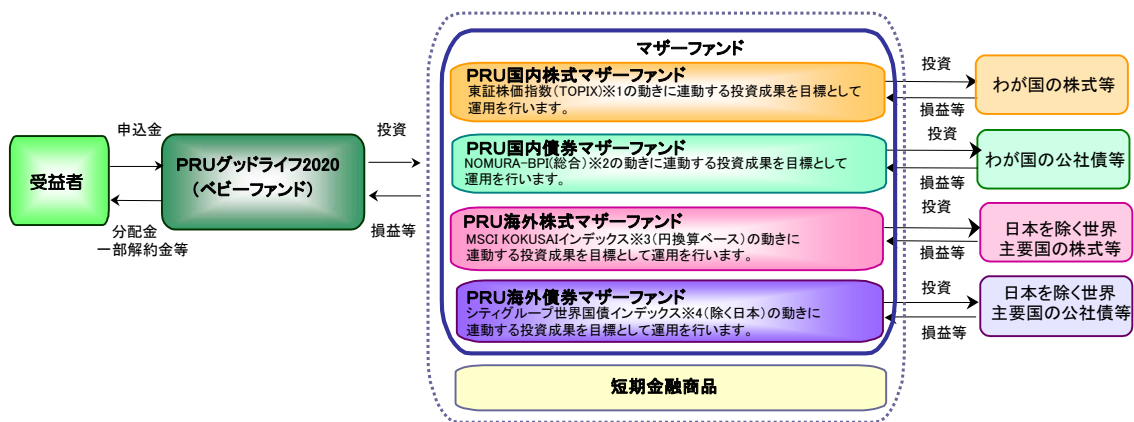 マザーファンド
申込金
受益者
分配金
一部解約金等
PRUグッドライフ2020
（ベビーファンド）
投資
損益等
PRU国内株式マザーファンド
東証株価指数（TOPIX）※1の動きに連動する投資成果を目標として
運用を行います。
投資
損益等
わが国の株式等
PRU国内債券マザーファンド
NOMURA-BPI(総合)※2の動きに連動する投資成果を目標として
運用を行います。
投資
損益等
わが国の公社債等
PRU海外株式マザーファンド
MSCI KOKUSAIインデックス※3（円換算ベース）の動きに
連動する投資成果を目標として運用を行います。
投資
損益等
日本を除く世界
主要国の株式等
PRU海外債券マザーファンド
シティグループ世界国債インデックス※4（除く日本）の動きに
連動する投資成果を目標として運用を行います。
投資
損益等
日本を除く世界
主要国の公社債等
短期金融商品